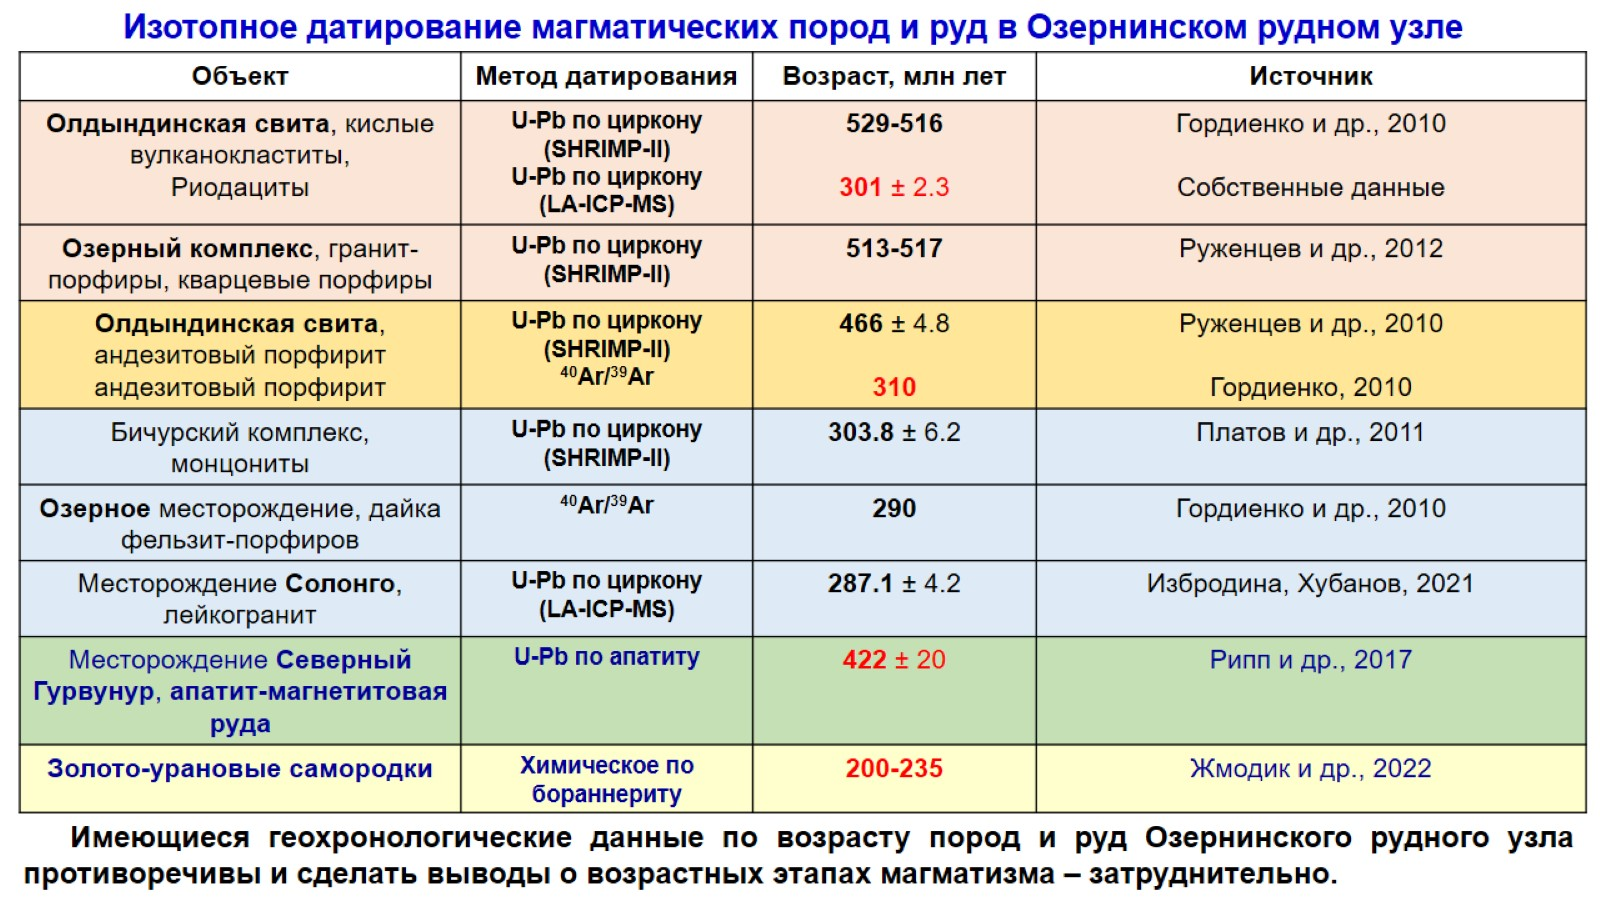 Изотопное датирование магматических пород и руд в Озернинском рудном узле
Объект
Метод датирования
Возраст, млн лет
Источник
Олдындинская свита, кислые
вулканокластиты,
Риодациты
U-Pb по циркону
(SHRIMP-II)
U-Pb по циркону
(LA-ICP-MS)
529-516
301 ± 2.3
Гордиенко и др., 2010
Собственные данные
Озерный комплекс, гранит-
порфиры, кварцевые порфиры
U-Pb по циркону
(SHRIMP-II)
513-517
Руженцев и др., 2012
Олдындинская свита,
андезитовый порфирит
андезитовый порфирит
U-Pb по циркону
(SHRIMP-II)
⁴⁰Ar/³⁹Ar
466 ± 4.8
310
Руженцев и др., 2010
Гордиенко, 2010
Бичурский комплекс,
монцониты
U-Pb по циркону
(SHRIMP-II)
303.8 ± 6.2
Платов и др., 2011
Озерное месторождение, дайка
фельзит-порфиров
⁴⁰Ar/³⁹Ar
290
Гордиенко и др., 2010
Месторождение Солонго,
лейкогранит
U-Pb по циркону
(LA-ICP-MS)
287.1 ± 4.2
Избродина, Хубанов, 2021
Месторождение Северный
Гурвунур, апатит-магнетитовая
руда
U-Pb по апатиту
422 ± 20
Рипп и др., 2017
Золото-урановые самородки
Химическое по
бораннериту
200-235
Жмодик и др., 2022
Имеющиеся геохронологические данные по возрасту пород и руд Озернинского рудного узла
противоречивы и сделать выводы о возрастных этапах магматизма – затруднительно.